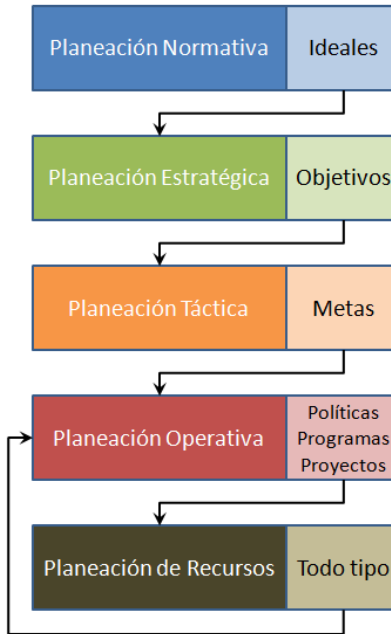 Planeación Normativa
Ideales
Planeación Estratégica
Objetivos
Planeación Táctica
Metas
Planeación Operativa
Políticas
Programas
Proyectos
Planeación de Recursos
Todo tipo